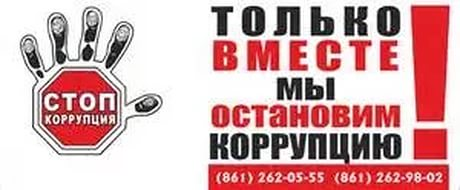 СТОП
КОРРУПЦИЯ
ТОЛЬКО
ВМЕСТЕ
МЫ
ОСТАНОВИМ
КОРРУПЦИЮ
!
(861) 262-05-55 (861) 262-98-02